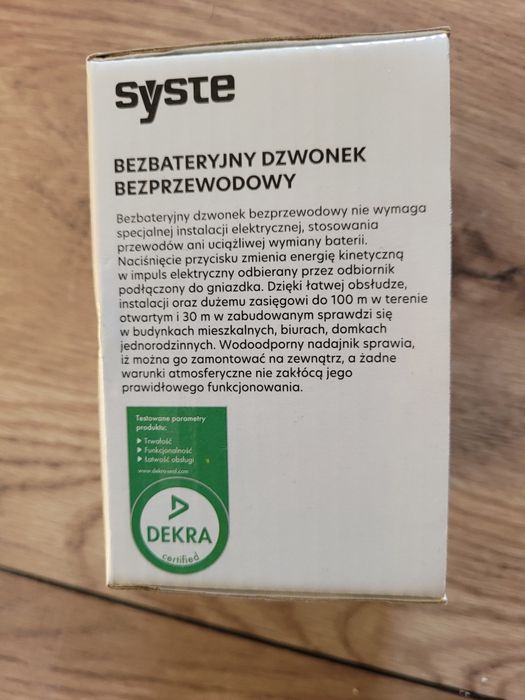 syste
BEZBATERYJNY DZWONEK
BEZPRZEWODOWY
Bezbateryjny dzwonek bezprzewodowy nie wymaga
specjalnej instalacji elektrycznej, stosowania
przewodów ani uciążliwej wymiany baterii.
Naciśnięcie przycisku zmienia energię kinetyczną
w impuls elektryczny odbierany przez odbiornik
podłączony do gniazdka. Dzięki łatwej obsłudze,
instalacji oraz dużemu zasięgowi do 100 m w terenie
otwartym i 30 m w zabudowanym sprawdzi się
w budynkach mieszkalnych, biurach, domkach
jednorodzinnych. Wodoodporny nadajnik sprawia,
iż można go zamontować na zewnątrz, a żadne
warunki atmosferyczne nie zakłócą jego
prawidłowego funkcjonowania.
Testowane parametry
produktu:
Trwałość
Funkcjonalność
Łatwość obsługi
www.dekra-seal.com
DEKRA
certified